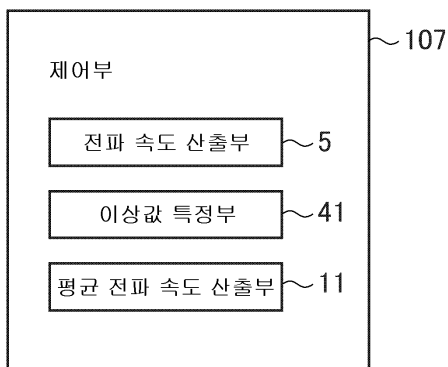 107
제어부
전파 속도 산출부 5
이상값 특정부 41
평균 전파 속도 산출부 11